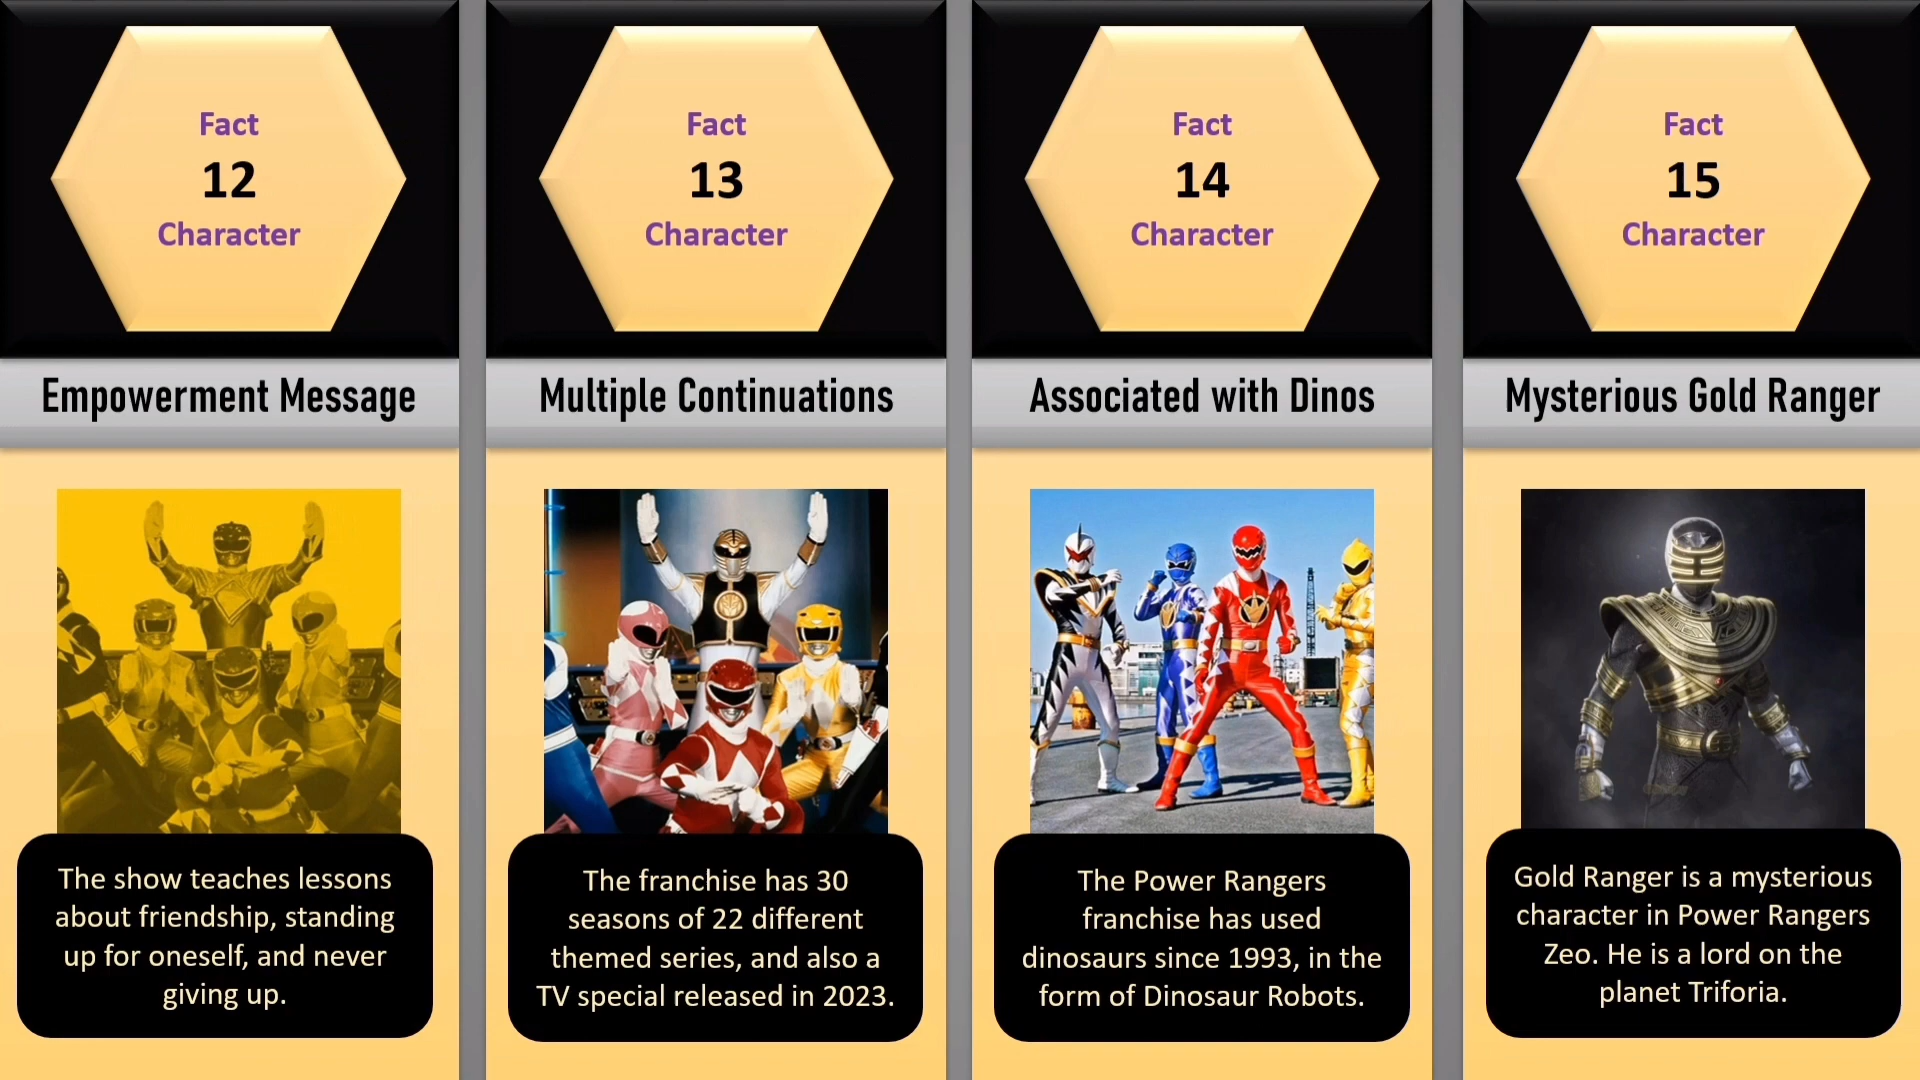 Fact
12
Character
Empowerment Message
The show teaches lessons
about friendship, standing
up for oneself, and never
giving up.
Fact
13
Character
Multiple Continuations
The franchise has 30
seasons of 22 different
themed series, and also a
TV special released in 2023.
Fact
14
Character
Associated with Dinos
The Power Rangers
franchise has used
dinosaurs since 1993, in the
form of Dinosaur Robots.
Fact
15
Character
Mysterious Gold Ranger
Gold Ranger is a mysterious
character in Power Rangers
Zeo. He is a lord on the
planet Triforia.